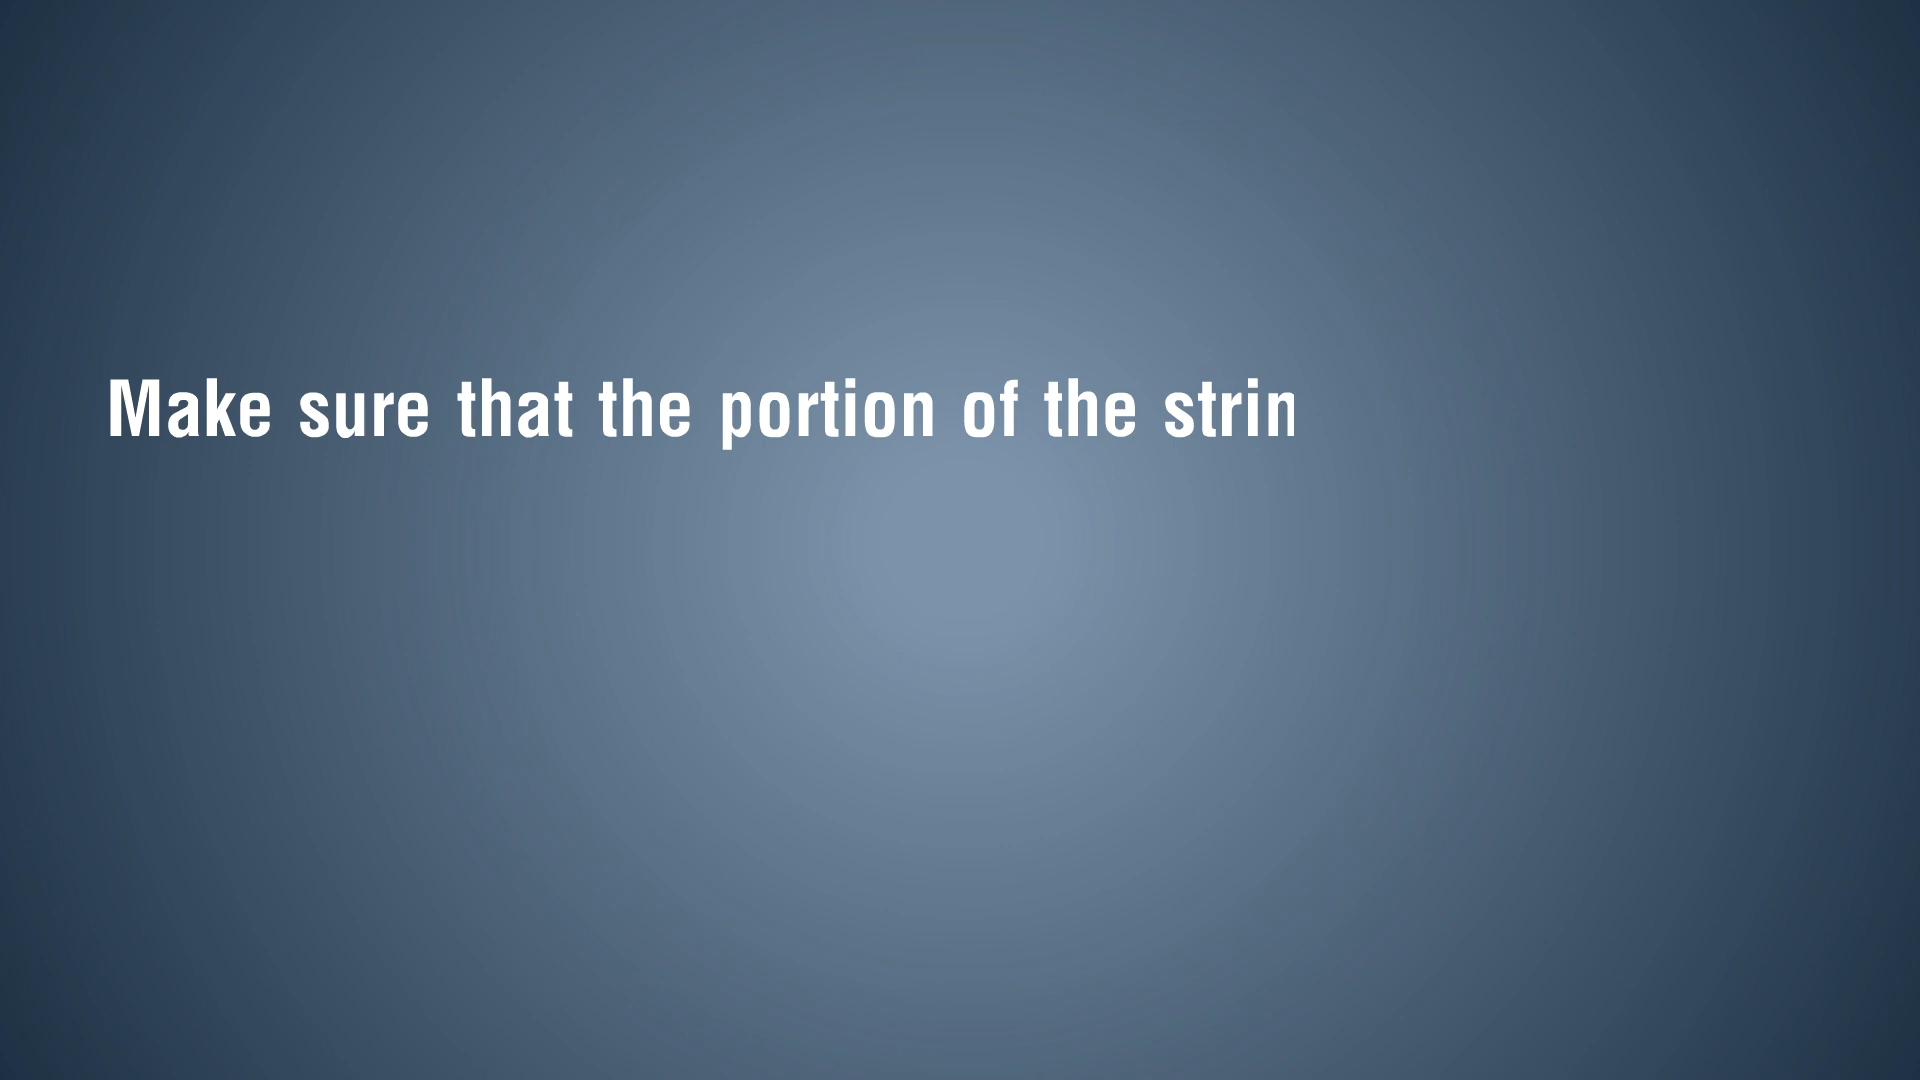 Make sure that the portion of the strin